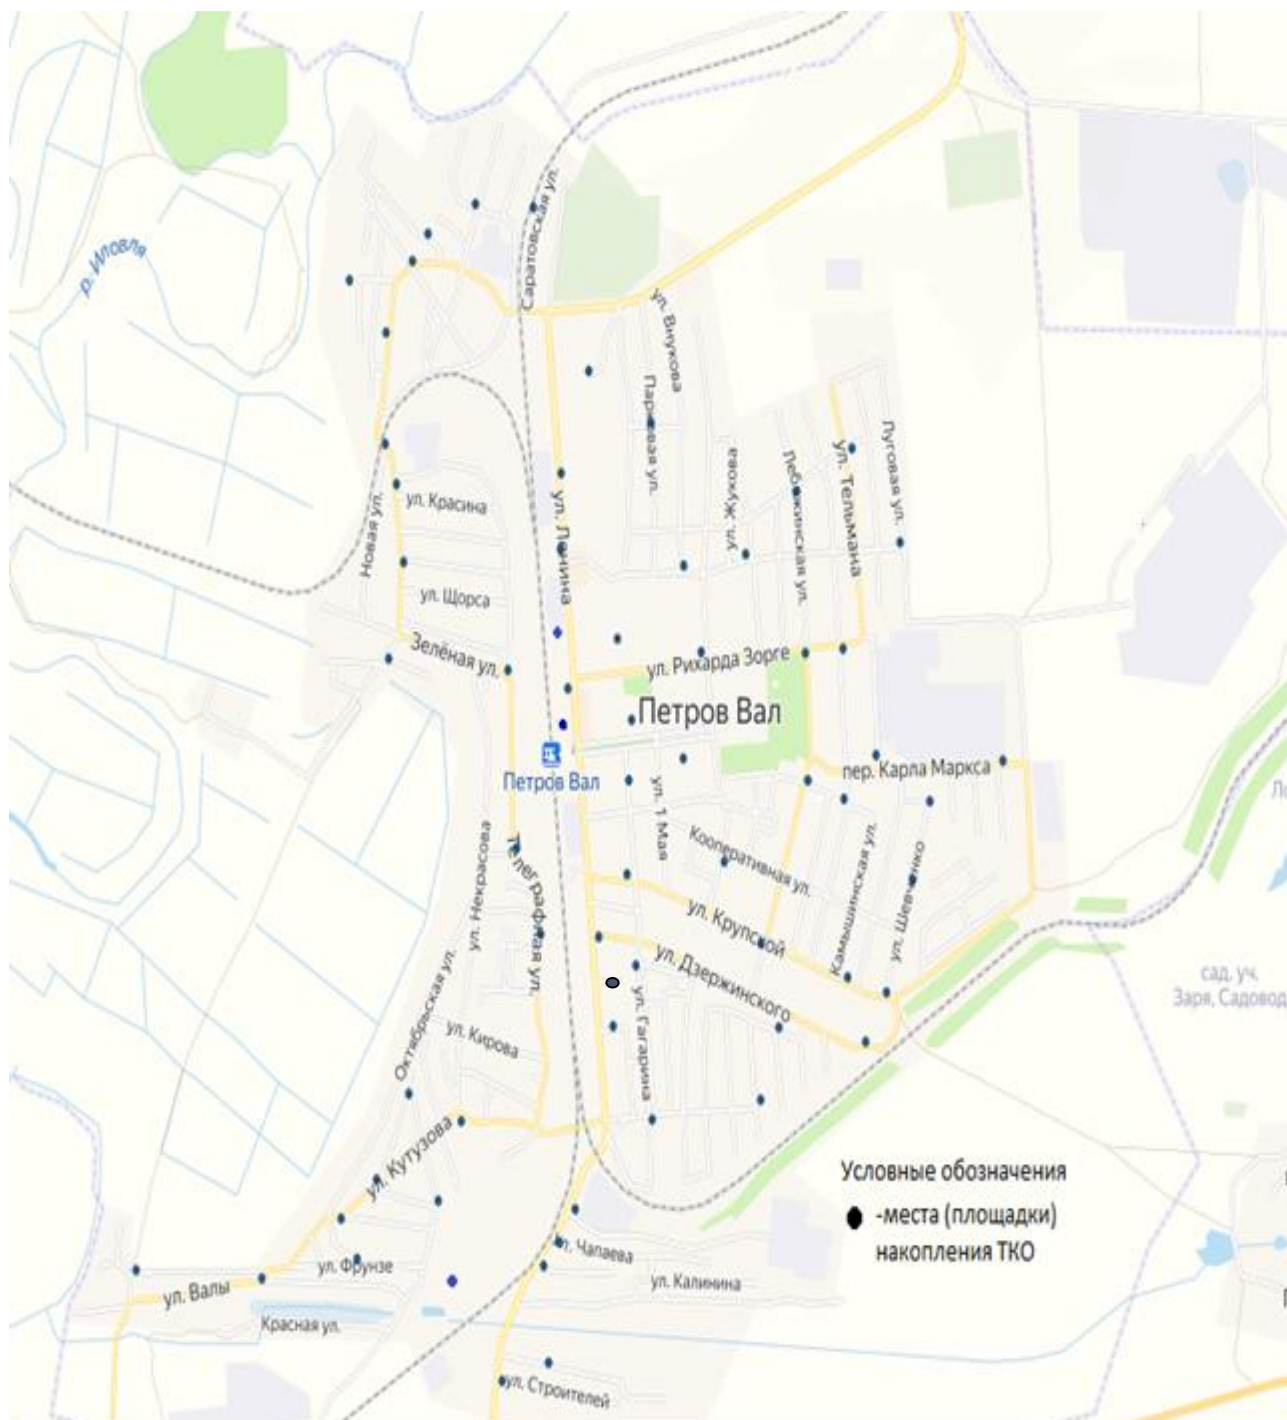 Саратовская ул.
р. Иловля
ул. Внукова
Парковая ул.
Луговая ул.
ул. Тельмана
ул. Жукова
Лебяжинская ул.
ул. Красина
Новая ул.
ул. Ленина
ул. Щорса
Зелёная ул.
ул. Рихарда Зорге
Петров Вал
Петров Вал
пер. Карла Маркса
ул. 1 Мая
Кооперативная ул.
Камышинская ул.
ул. Шевченко
ул. Некрасова
Телеграфная ул.
ул. Крупской
ул. Дзержинского
сад. уч.
Заря, Садовод
Октябрьская ул.
ул. Кирова
ул. Гагарина
ул. Кутузова
Условные обозначения
-места (площадки)
накопления ТКО
ул. Чапаева
ул. Фрунзе
ул. Калинина
ул. Валы
Красная ул.
ул. Строителей